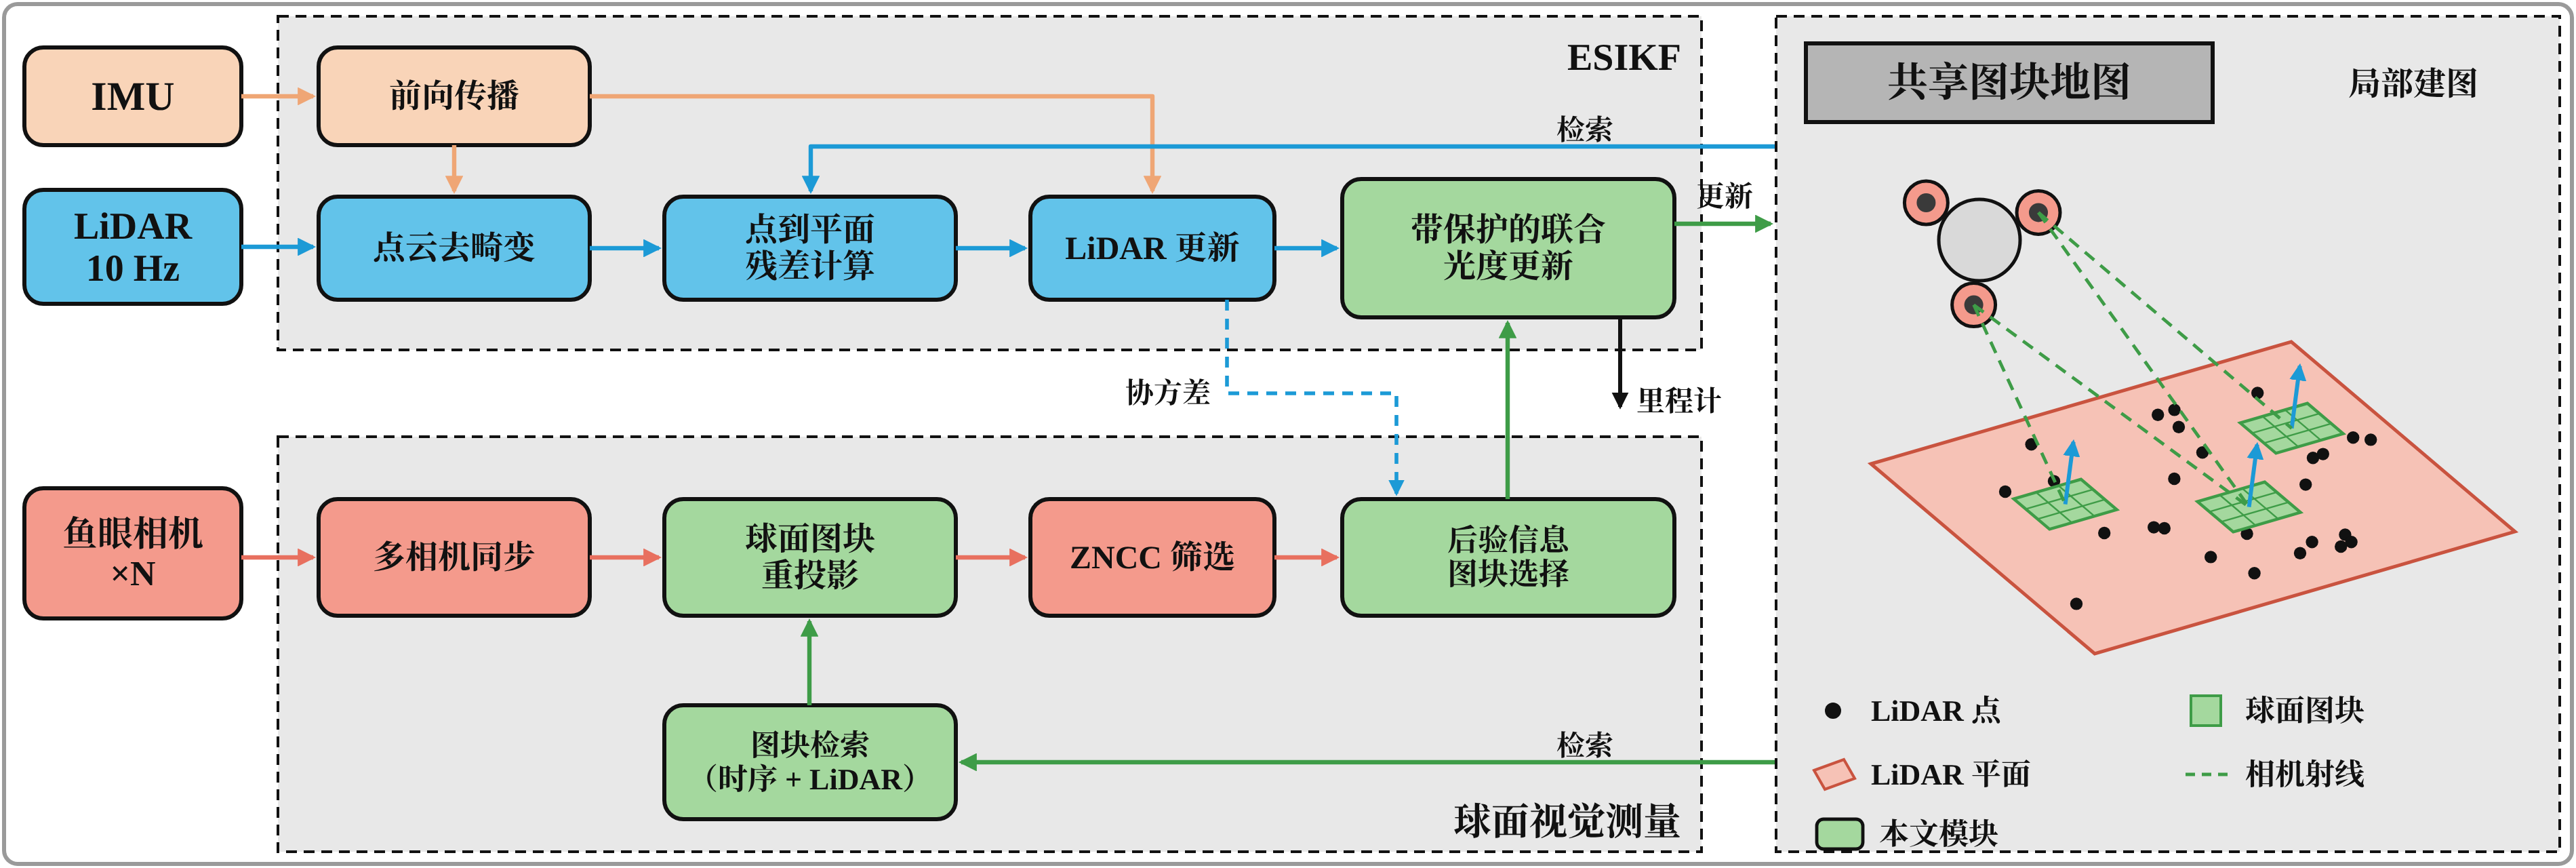 IMU
前向传播
ESIKF
检索
LiDAR
10 Hz
点云去畸变
点到平面
残差计算
LiDAR 更新
带保护的联合
光度更新
更新
协方差
里程计
鱼眼相机
×N
多相机同步
球面图块
重投影
ZNCC 筛选
后验信息
图块选择
图块检索
（时序 + LiDAR）
检索
球面视觉测量
共享图块地图
局部建图
LiDAR 点
球面图块
LiDAR 平面
相机射线
本文模块